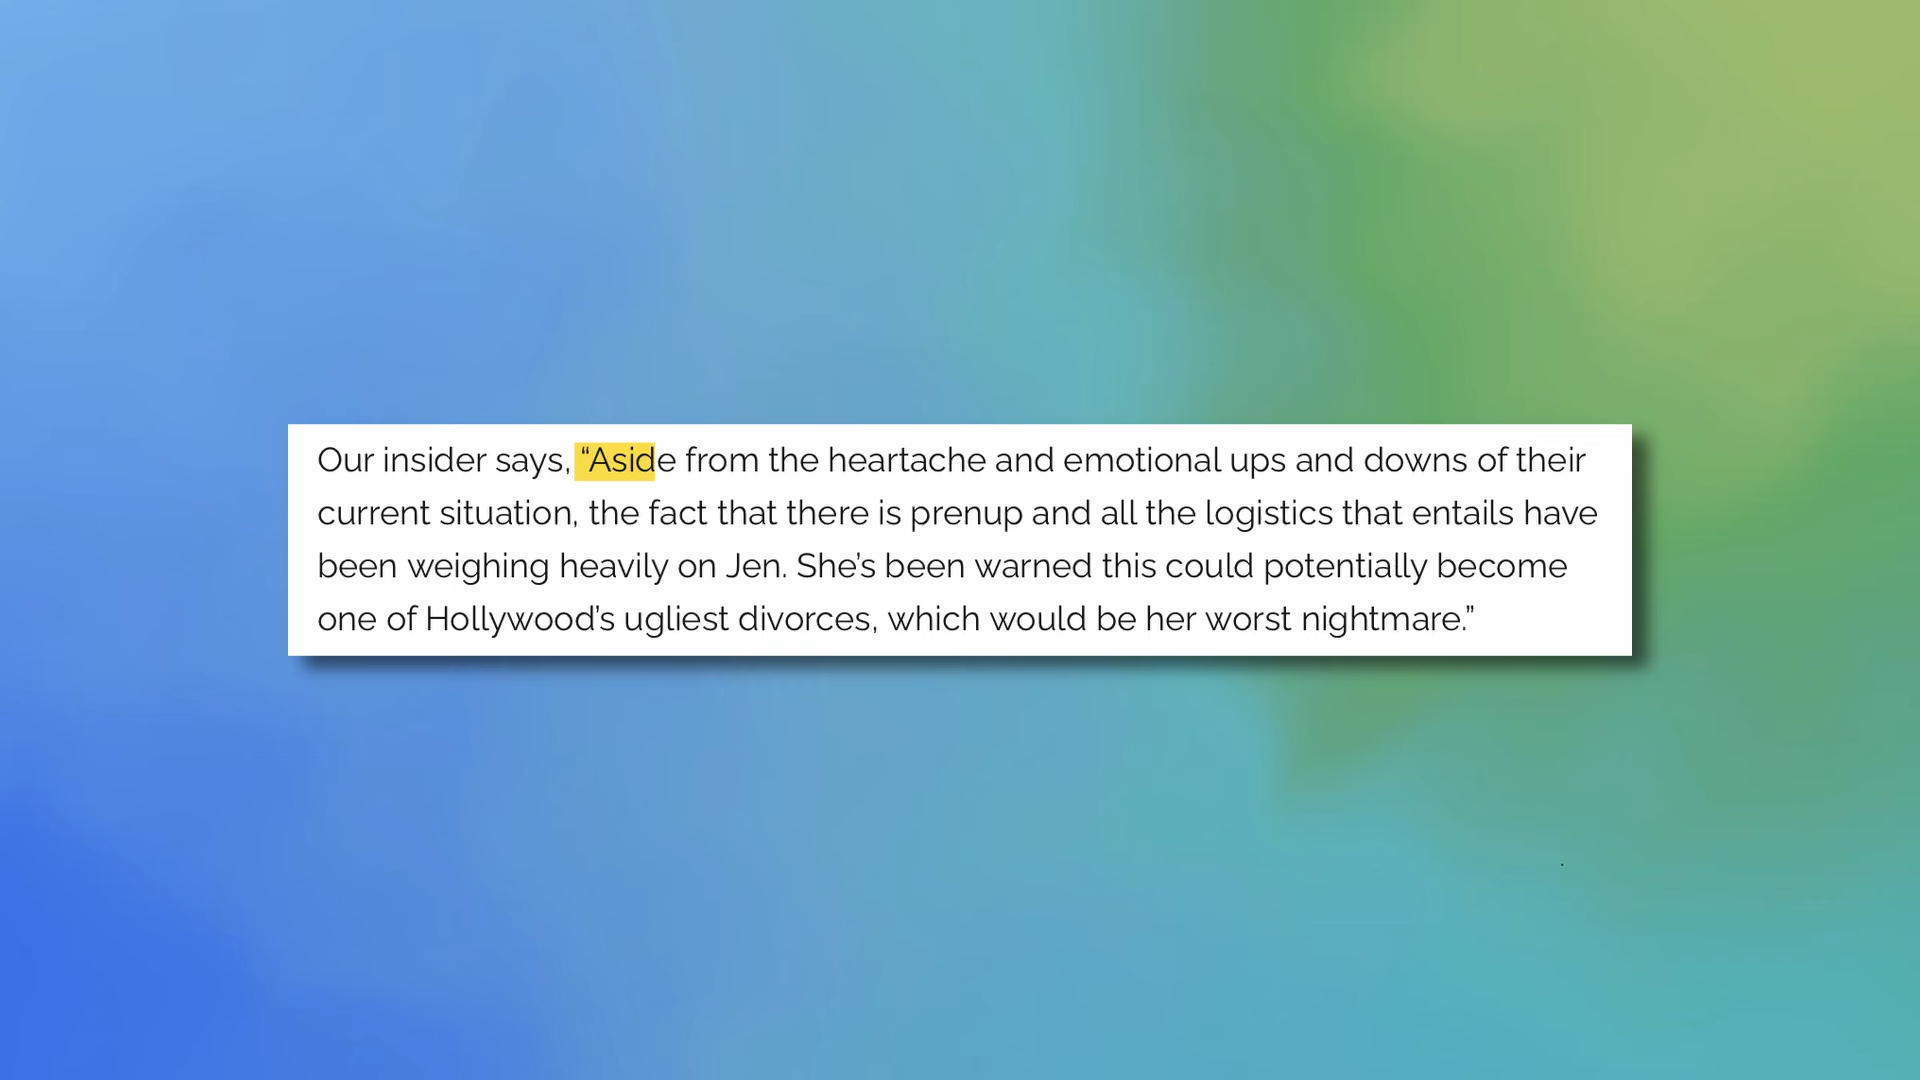 Our insider says, “Aside from the heartache and emotional ups and downs of their
current situation, the fact that there is prenup and all the logistics that entails have
been weighing heavily on Jen. She’s been warned this could potentially become
one of Hollywood’s ugliest divorces, which would be her worst nightmare.”